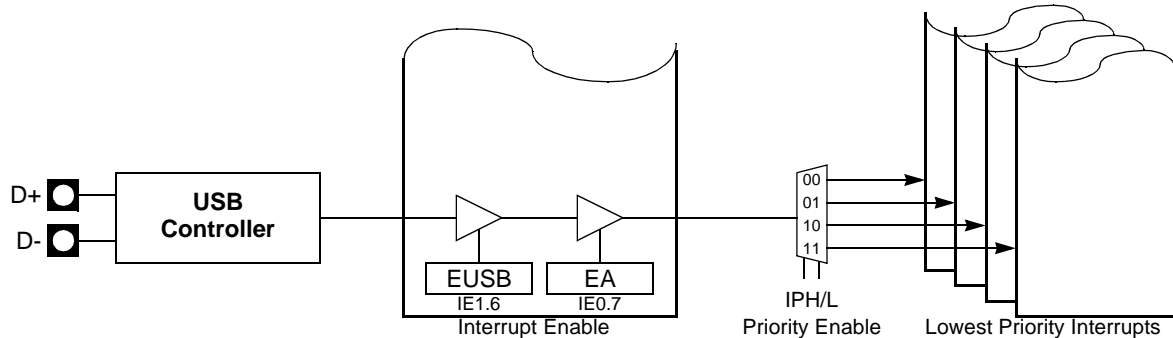 D+
D-
USB
Controller
EUSB
IE1.6
EA
IE0.7
Interrupt Enable
00
01
10
11
IPH/L
Priority Enable
Lowest Priority Interrupts